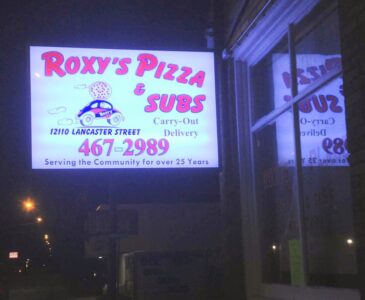 ROXY'S PIZZA
& SUBS
Carry-Out
Delivery
12110 LANCASTER STREET
467-2989
Serving the Community for over 25 Years